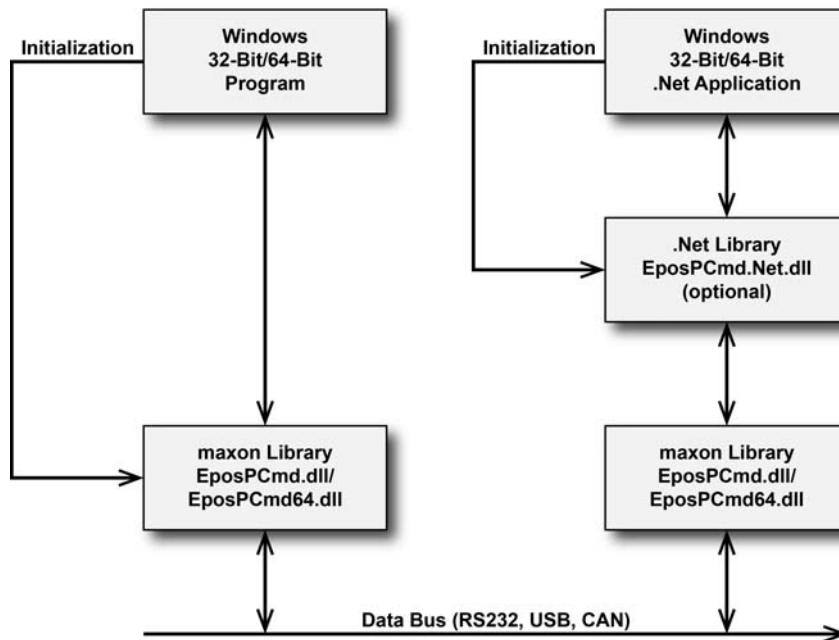 Initialization
Windows
32-Bit/64-Bit
Program
Initialization
Windows
32-Bit/64-Bit
.Net Application
.Net Library
EposPCmd.Net.dll
(optional)
maxon Library
EposPCmd.dll/
EposPCmd64.dll
maxon Library
EposPCmd.dll/
EposPCmd64.dll
Data Bus (RS232, USB, CAN)